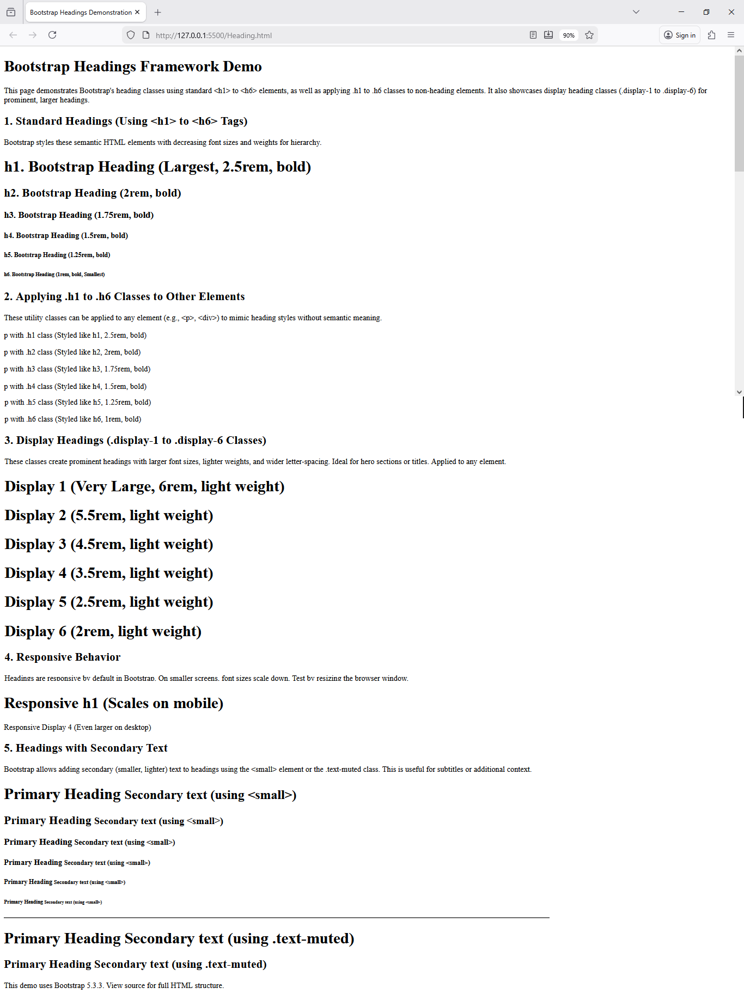 Bootstrap Headings Demonstration
http://127.0.0.1:5500/Heading.html
90%
Sign in
Bootstrap Headings Framework Demo
This page demonstrates Bootstrap's heading classes using standard <h1> to <h6> elements, as well as applying .h1 to .h6 classes to non-heading elements. It also showcases display heading classes (.display-1 to .display-6) for
prominent, larger headings.
1. Standard Headings (Using <h1> to <h6> Tags)
Bootstrap styles these semantic HTML elements with decreasing font sizes and weights for hierarchy.
h1. Bootstrap Heading (Largest, 2.5rem, bold)
h2. Bootstrap Heading (2rem, bold)
h3. Bootstrap Heading (1.75rem, bold)
h4. Bootstrap Heading (1.5rem, bold)
h5. Bootstrap Heading (1.25rem, bold)
h6. Bootstrap Heading (1rem, bold, Smallest)
2. Applying .h1 to .h6 Classes to Other Elements
These utility classes can be applied to any element (e.g., <p>, <div>) to mimic heading styles without semantic meaning.
p with .h1 class (Styled like h1, 2.5rem, bold)
p with .h2 class (Styled like h2, 2rem, bold)
p with .h3 class (Styled like h3, 1.75rem, bold)
p with .h4 class (Styled like h4, 1.5rem, bold)
p with .h5 class (Styled like h5, 1.25rem, bold)
p with .h6 class (Styled like h6, 1rem, bold)
3. Display Headings (.display-1 to .display-6 Classes)
These classes create prominent headings with larger font sizes, lighter weights, and wider letter-spacing. Ideal for hero sections or titles. Applied to any element.
Display 1 (Very Large, 6rem, light weight)
Display 2 (5.5rem, light weight)
Display 3 (4.5rem, light weight)
Display 4 (3.5rem, light weight)
Display 5 (2.5rem, light weight)
Display 6 (2rem, light weight)
4. Responsive Behavior
Headings are responsive by default in Bootstrap. On smaller screens, font sizes scale down. Test by resizing the browser window.
Responsive h1 (Scales on mobile)
Responsive Display 4 (Even larger on desktop)
5. Headings with Secondary Text
Bootstrap allows adding secondary (smaller, lighter) text to headings using the <small> element or the .text-muted class. This is useful for subtitles or additional context.
Primary Heading Secondary text (using <small>)
Primary Heading Secondary text (using <small>)
Primary Heading Secondary text (using <small>)
Primary Heading Secondary text (using <small>)
Primary Heading Secondary text (using <small>)
Primary Heading Secondary text (using <small>)
Primary Heading Secondary text (using .text-muted)
Primary Heading Secondary text (using .text-muted)
This demo uses Bootstrap 5.3.3. View source for full HTML structure.